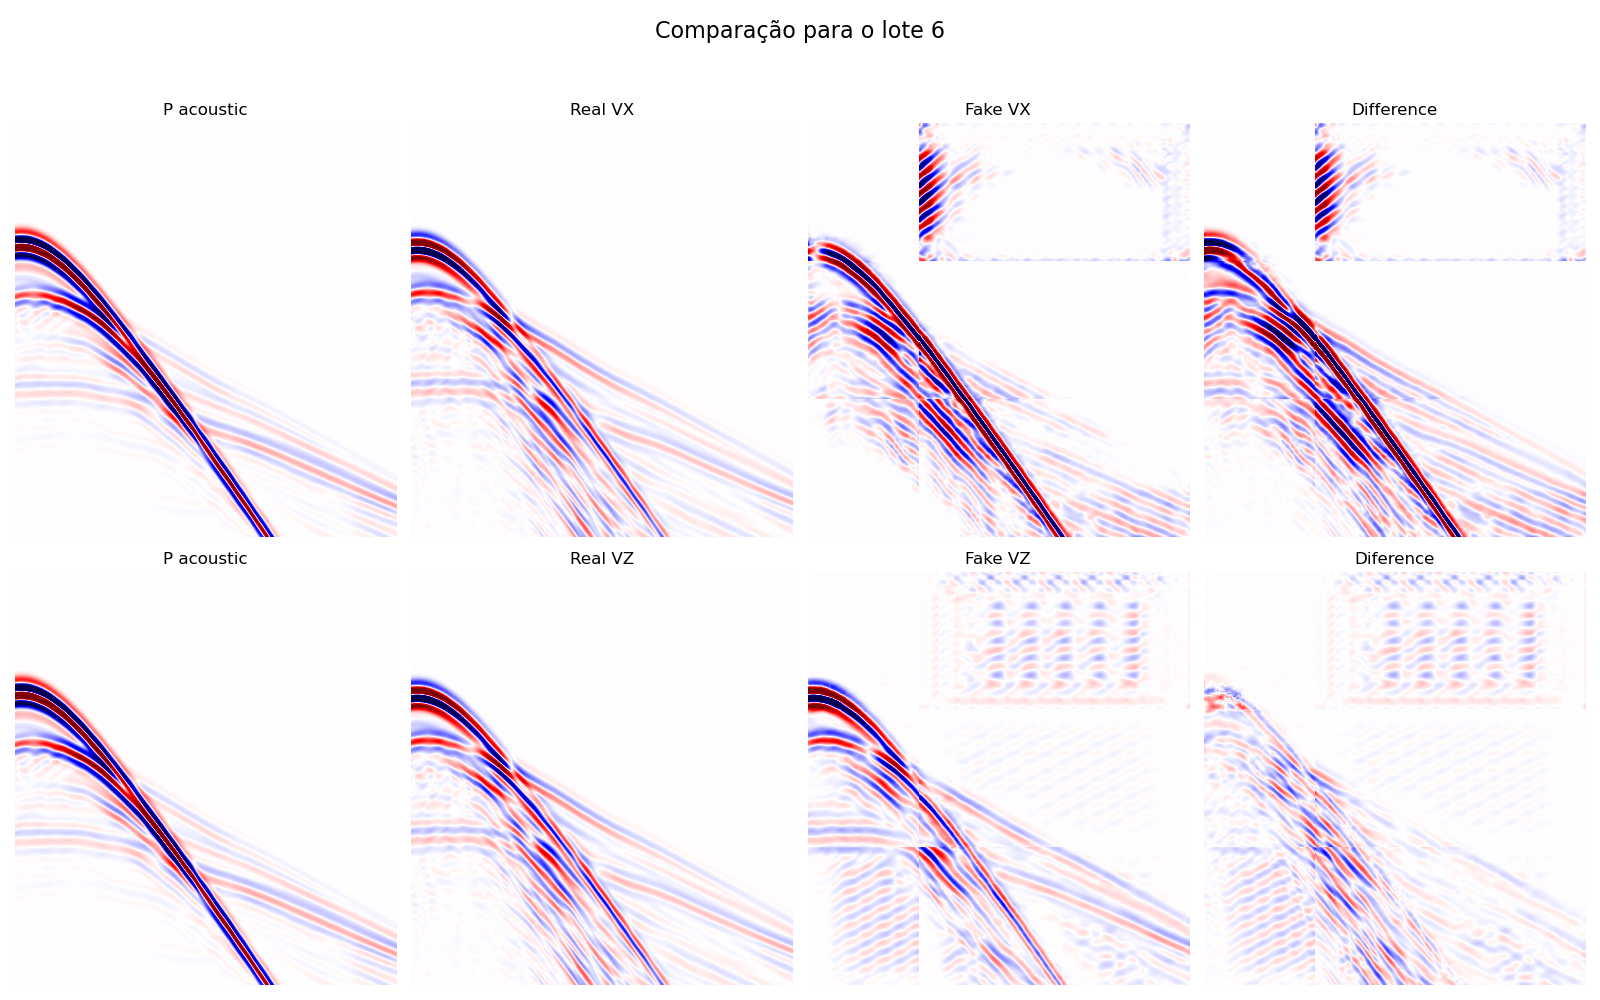 Comparação para o lote 6
P acoustic
Real VX
Fake VX
Difference
P acoustic
Real VZ
Fake VZ
Diference